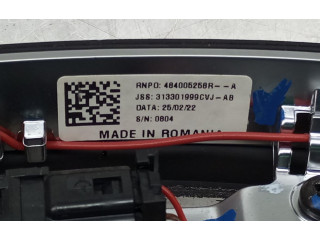 RNPO: 484005258R--A
JSS: 313301999CVJ-AB
DATA: 25/02/22
S/N: 0804
MADE IN ROMANIA